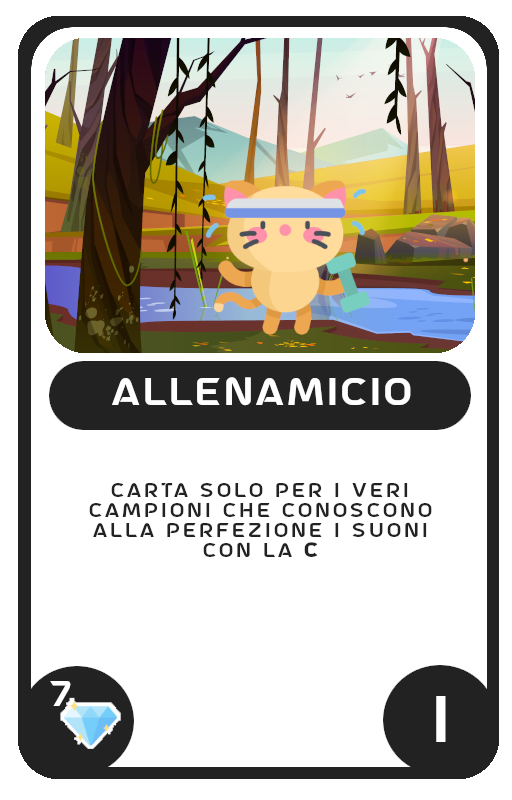 ALLENAMICIO
CARTA SOLO PER I VERI
CAMPIONI CHE CONOSCONO
ALLA PERFEZIONE I SUONI
CON LA C
7
I